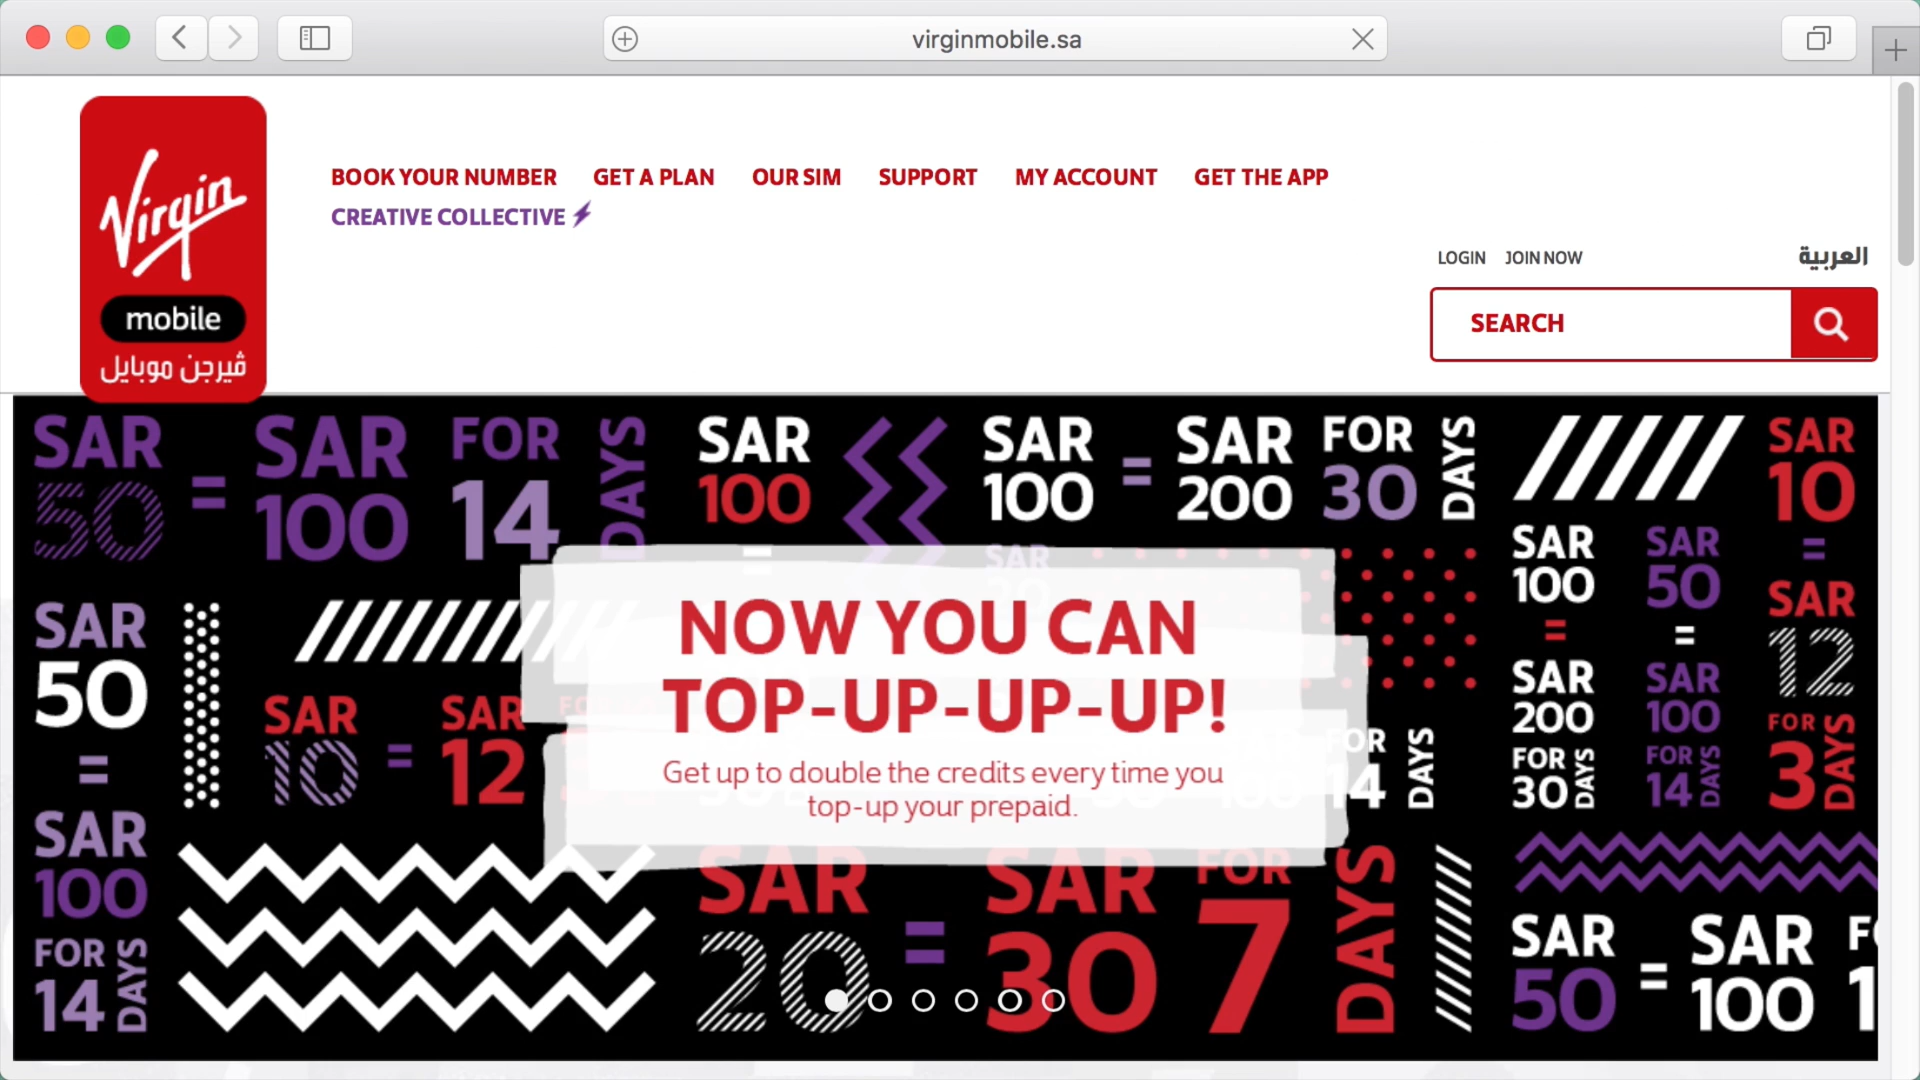 virginmobile.sa
Virgin
mobile
ڤيرجن موبايل
BOOK YOUR NUMBER GET A PLAN OUR SIM SUPPORT MY ACCOUNT GET THE APP
CREATIVE COLLECTIVE
LOGIN JOIN NOW العربية
SEARCH
SAR 50 = SAR 100 FOR 14 DAYS
SAR 100
SAR 100 = SAR 200 FOR 30 DAYS
SAR 10 = SAR 12 FOR 3 DAYS
SAR 100 = SAR 200 FOR 30 DAYS
SAR 50 = SAR 100 FOR 14 DAYS
SAR 50 = SAR 100 FOR 14 DAYS
SAR 10 = SAR 12
NOW YOU CAN
TOP-UP-UP-UP!
Get up to double the credits every time you
top-up your prepaid.
FOR 14 DAYS
SAR 20 = SAR 30 FOR 7 DAYS
SAR 50 = SAR 100